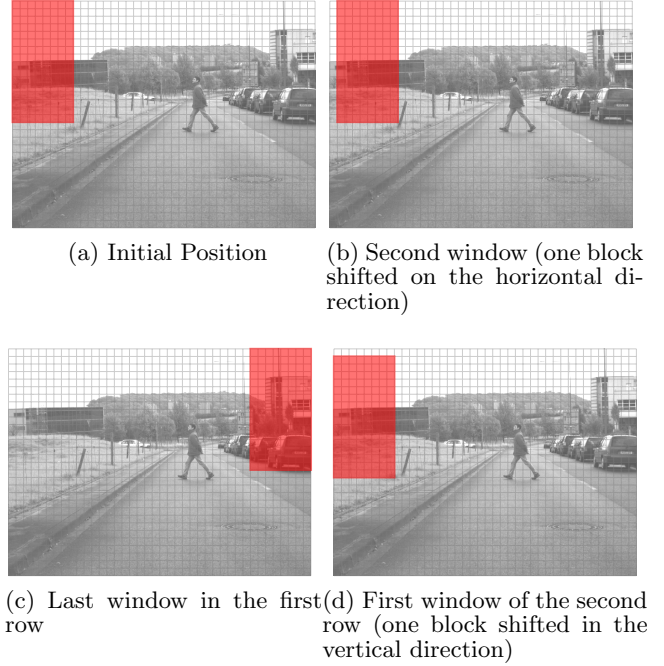 (a) Initial Position
(b) Second window (one block
shifted on the horizontal di-
rection)
(c) Last window in the first
row
(d) First window of the second
row (one block shifted in the
vertical direction)